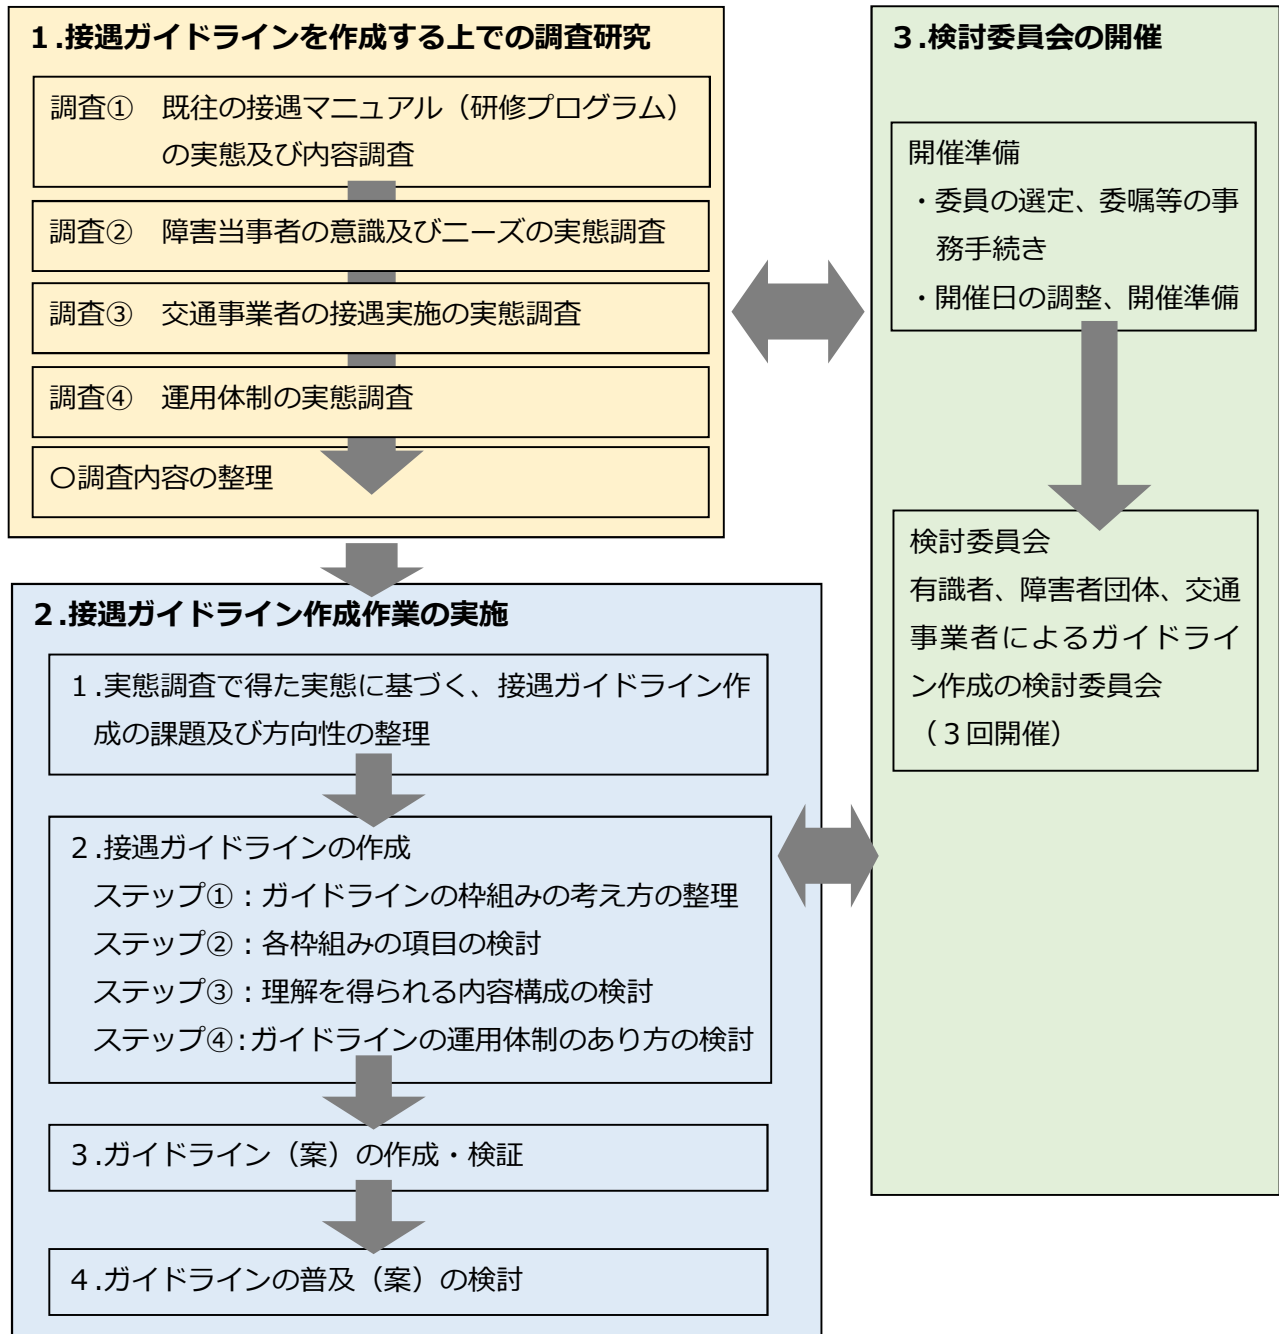 １.接遇ガイドラインを作成する上での調査研究
調査①　既往の接遇マニュアル（研修プログラム）
の実態及び内容調査
調査②　障害当事者の意識及びニーズの実態調査
調査③　交通事業者の接遇実施の実態調査
調査④　運用体制の実態調査
〇調査内容の整理
２.接遇ガイドライン作成作業の実施
１.実態調査で得た実態に基づく、接遇ガイドライン作
成の課題及び方向性の整理
２.接遇ガイドラインの作成
ステップ①：ガイドラインの枠組みの考え方の整理
ステップ②：各枠組みの項目の検討
ステップ③：理解を得られる内容構成の検討
ステップ④：ガイドラインの運用体制のあり方の検討
３.ガイドライン（案）の作成・検証
４.ガイドラインの普及（案）の検討
３.検討委員会の開催
開催準備
・委員の選定、委嘱等の事
務手続き
・開催日の調整、開催準備
検討委員会
有識者、障害者団体、交通
事業者によるガイドライ
ン作成の検討委員会
（３回開催）